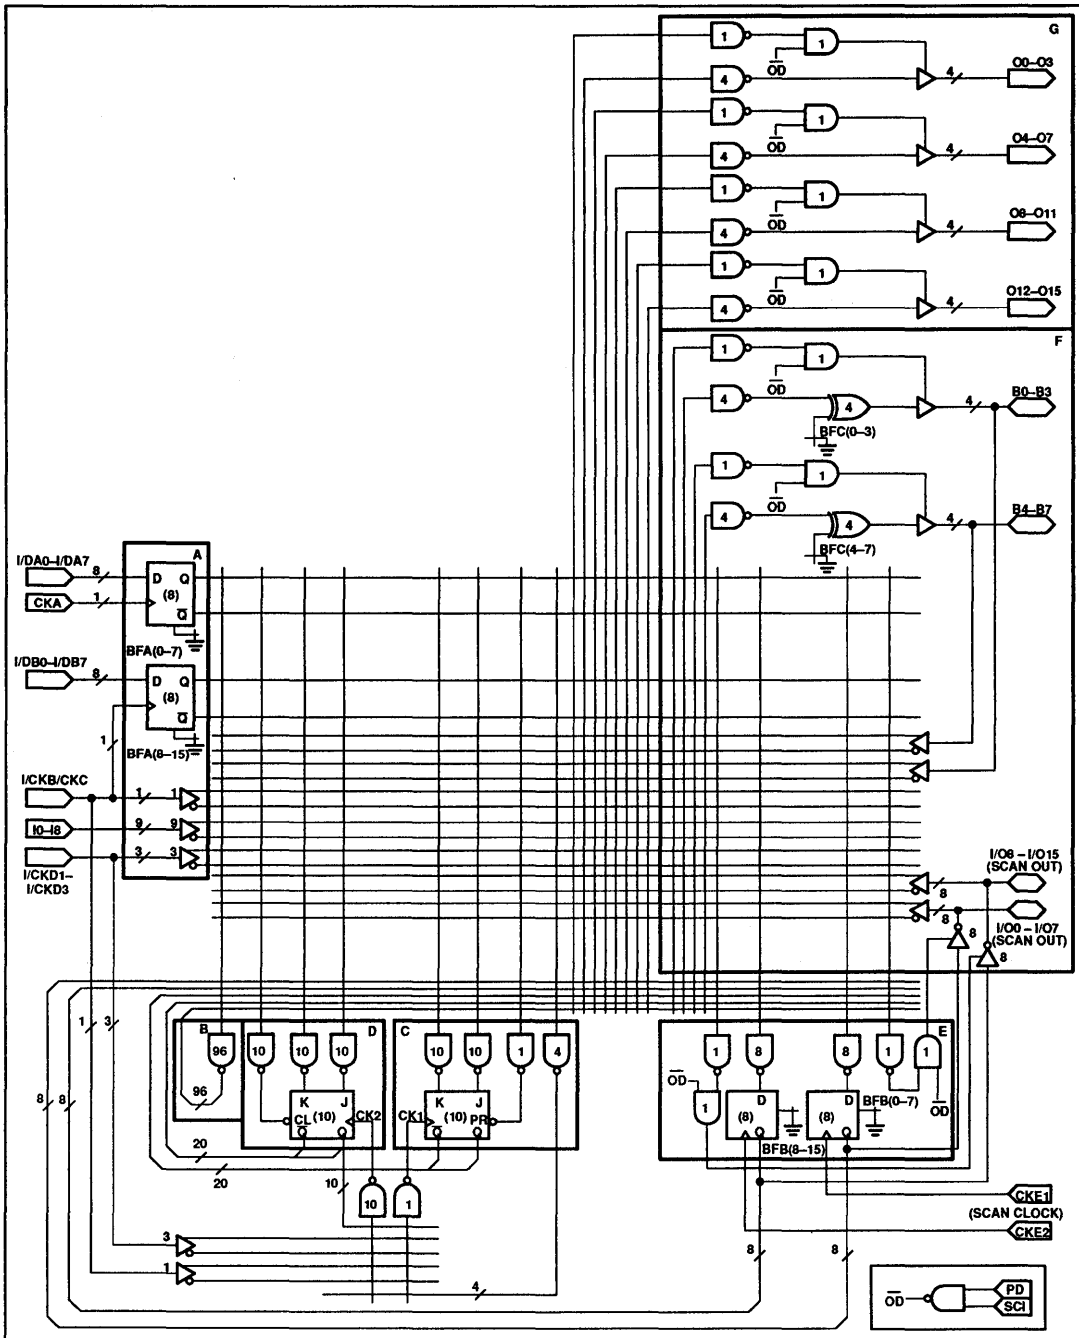 G
1
1
OD
4
4
O0–O3
1
1
OD
4
4
O4–O7
1
1
OD
4
4
O8–O11
1
1
OD
4
4
O12–O15
F
1
1
OD
4
4
4
B0–B3
BFC(0–3)
1
1
OD
4
4
4
B4–B7
BFC(4–7)
A
I/DA0–I/DA7
8
D Q
(8)
Q
CKA
1
BFA(0–7)
I/DB0–I/DB7
8
D Q
(8)
Q
BFA(8–15)
1
I/CKB/CKC
1
1
I0–I8
9
9
I/CKD1–
I/CKD3
3
3
I/O8 – I/O15
(SCAN OUT)
8
8
I/O0 – I/O7
(SCAN OUT)
8
8
1
3
8
8
B
96
96
D
10
10
10
K J
CL
(10)
Q
CK2
C
10
10
1
4
K J
CK1
(10)
PR
Q
E
1
8
8
1
1
OD
1
D
(8)
BFB(8–15)
D
(8)
BFB(0–7)
OD
20
20
10
10
1
CKE1
(SCAN CLOCK)
CKE2
3
1
4
8
8
OD
PD
SCI